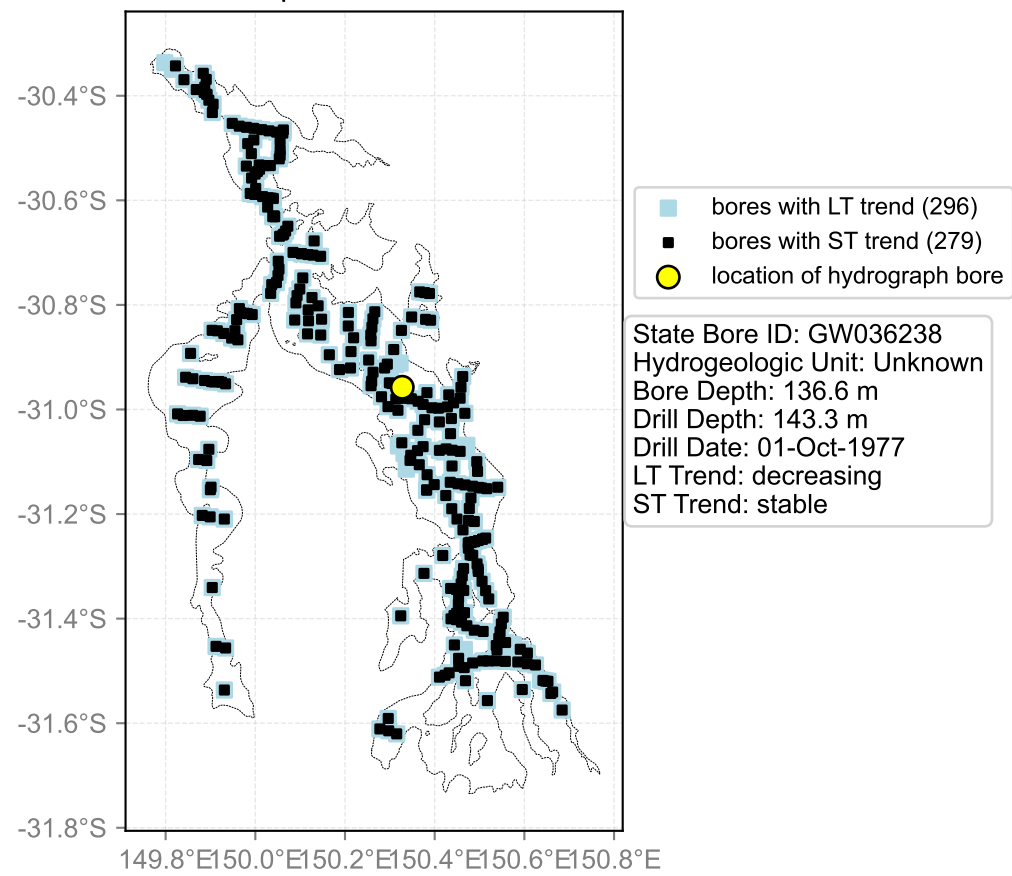 -30.4°S
-30.6°S
-30.8°S
-31.0°S
-31.2°S
-31.4°S
-31.6°S
-31.8°S
149.8°E150.0°E150.2°E150.4°E150.6°E150.8°E
bores with LT trend (296)
bores with ST trend (279)
location of hydrograph bore
State Bore ID: GW036238
Hydrogeologic Unit: Unknown
Bore Depth: 136.6 m
Drill Depth: 143.3 m
Drill Date: 01-Oct-1977
LT Trend: decreasing
ST Trend: stable